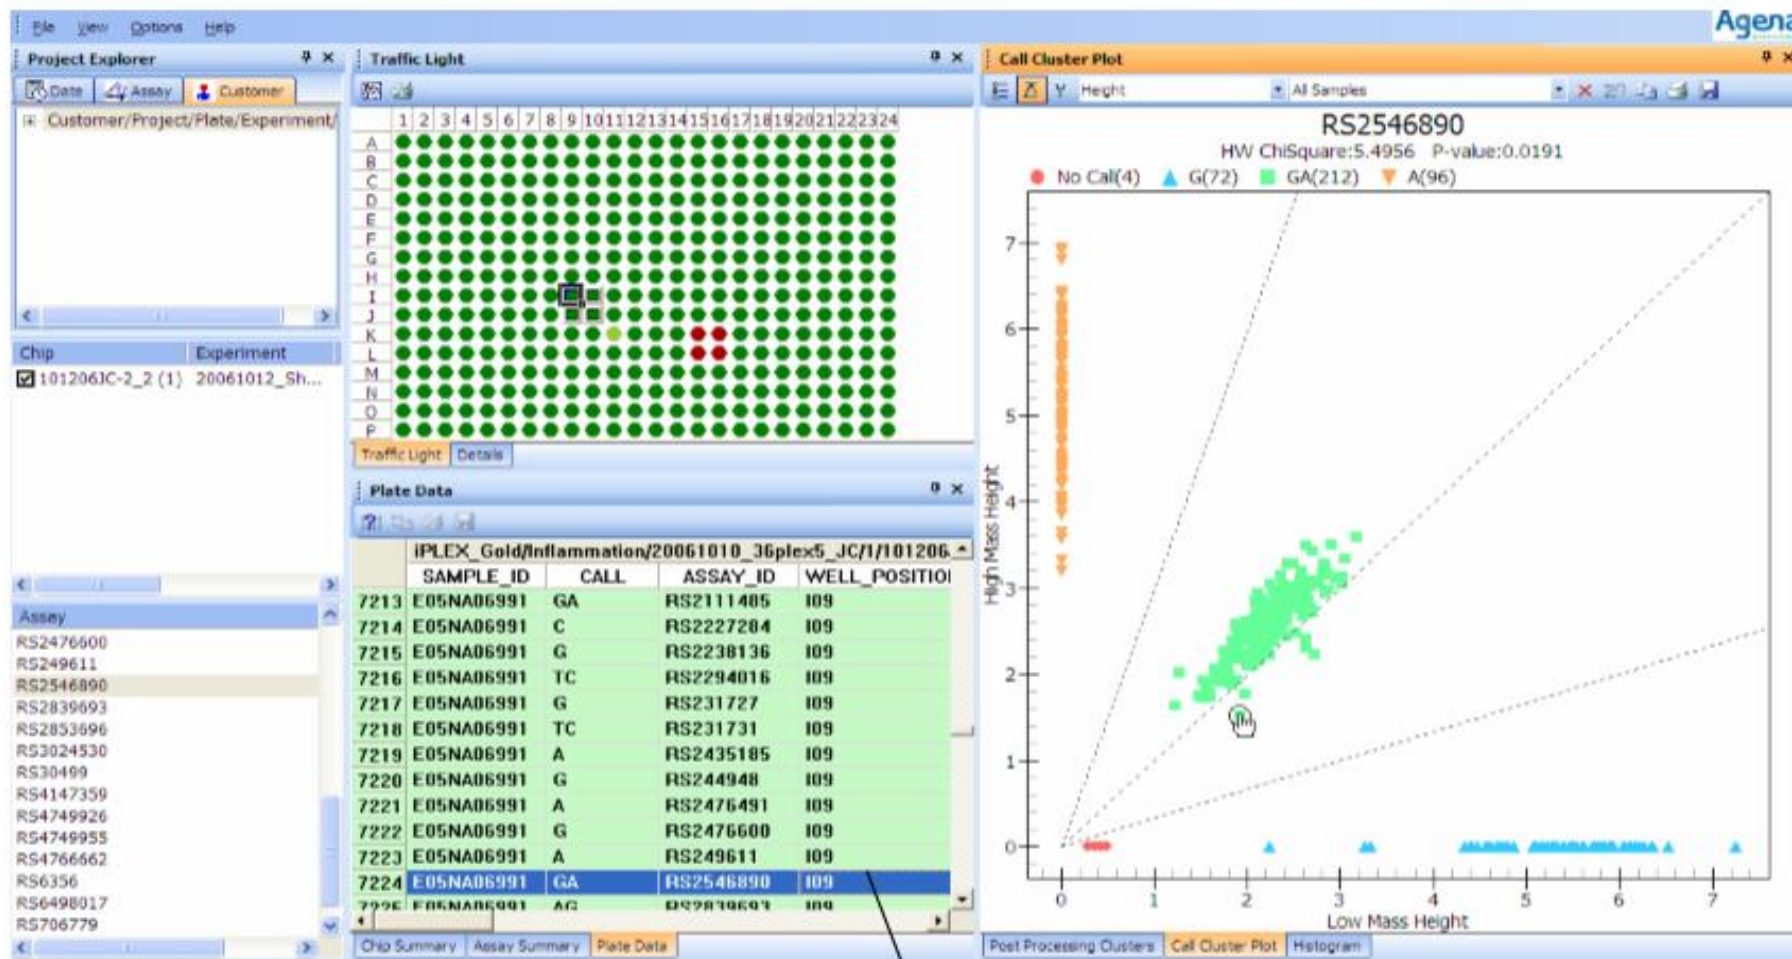 File View Options Help
Agena
Project Explorer
Date Assay Customer
Customer/Project/Plate/Experiment/
Chip Experiment
101206JC-2_2 (1) 20061012_Sh...
Assay
RS2476600
RS249611
RS2546890
RS2839693
RS2853696
RS3024530
RS30499
RS4147359
RS4749926
RS4749955
RS4766662
RS6356
RS6498017
RS706779
Traffic Light
1 2 3 4 5 6 7 8 9 10 11 12 13 14 15 16 17 18 19 20 21 22 23 24
A
B
C
D
E
F
G
H
I
J
K
L
M
N
O
P
Traffic Light Details
Plate Data
iPLEX_Gold/Inflammation/20061010_36plex5_JC/1/101206
SAMPLE_ID CALL ASSAY_ID WELL_POSITIO
7213 E05NA06991 GA RS2111485 I09
7214 E05NA06991 C RS2227284 I09
7215 E05NA06991 G RS2238136 I09
7216 E05NA06991 TC RS2294016 I09
7217 E05NA06991 G RS231727 I09
7218 E05NA06991 TC RS231731 I09
7219 E05NA06991 A RS2435185 I09
7220 E05NA06991 G RS244948 I09
7221 E05NA06991 A RS2476491 I09
7222 E05NA06991 G RS2476600 I09
7223 E05NA06991 A RS249611 I09
7224 E05NA06991 GA RS2546890 I09
7225 E05NA06991 AG RS2839693 I09
Chip Summary Assay Summary Plate Data
Call Cluster Plot
Y Height All Samples
RS2546890
HW ChiSquare:5.4956 P-value:0.0191
No Cal(4) G(72) GA(212) A(96)
High Mass Height
7
6
5
4
3
2
1
0
0 1 2 3 4 5 6 7
Low Mass Height
Post Processing Clusters Call Cluster Plot Histogram